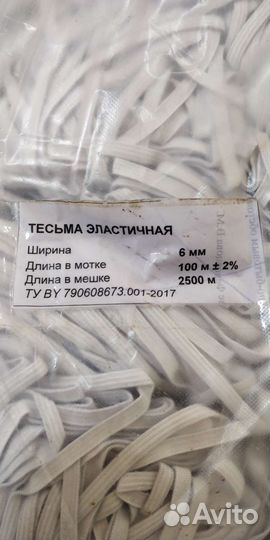 ТЕСЬМА ЭЛАСТИЧНАЯ
Ширина 6 мм
Длина в мотке 100 м ± 2%
Длина в мешке 2500 м
ТУ BY 790608673.001-2017
Avito